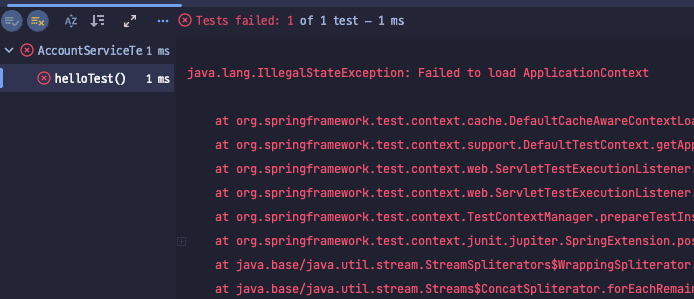 Tests failed: 1 of 1 test – 1 ms
AccountServiceTe 1 ms
helloTest() 1 ms
java.lang.IllegalStateException: Failed to load ApplicationContext
at org.springframework.test.context.cache.DefaultCacheAwareContextLoa
at org.springframework.test.context.support.DefaultTestContext.getApp
at org.springframework.test.context.web.ServletTestExecutionListener.
at org.springframework.test.context.web.ServletTestExecutionListener.
at org.springframework.test.context.TestContextManager.prepareTestIns
at org.springframework.test.context.junit.jupiter.SpringExtension.pos
at java.base/java.util.stream.StreamSpliterators$WrappingSpliterator.
at java.base/java.util.stream.Streams$ConcatSpliterator.forEachRemain